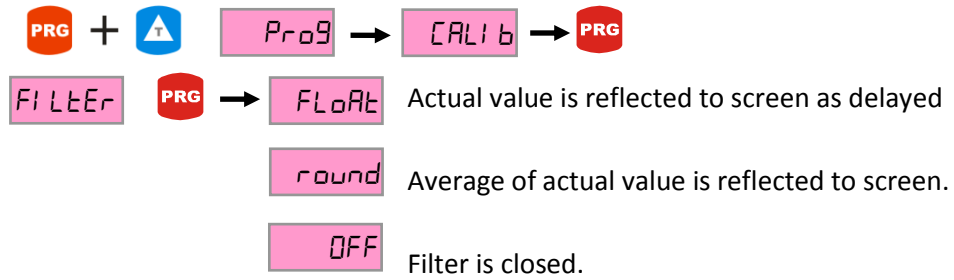 PRG + T Prog → CALIb → PRG
FILtEr PRG → FLoAt Actual value is reflected to screen as delayed
round Average of actual value is reflected to screen.
OFF Filter is closed.